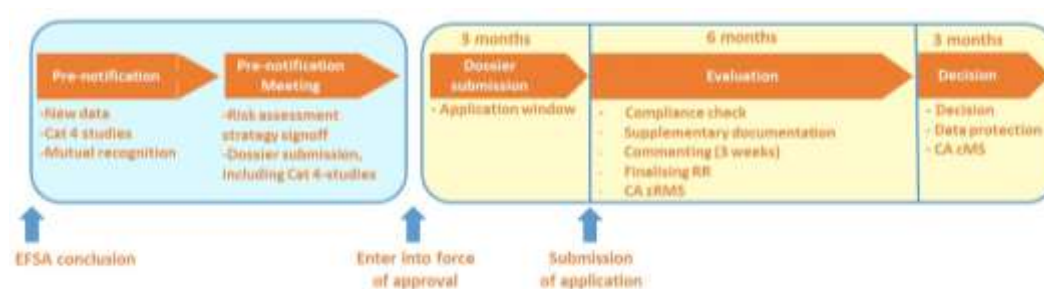 3 months
6 months
3 months
Pre-notification
Pre-notification
Meeting
Dossier
submission
Evaluation
Decision
-New data
-Cat 4 studies
-Mutual recognition
-Risk assessment
strategy signoff
-Dossier submission,
including Cat 4-studies
- Application window
- Compliance check
- Supplementary documentation
- Commenting (3 weeks)
- Finalising RR
- CA zRMS
- Decision
- Data protection
- CA cMS
EFSA conclusion
Enter into force
of approval
Submission
of application